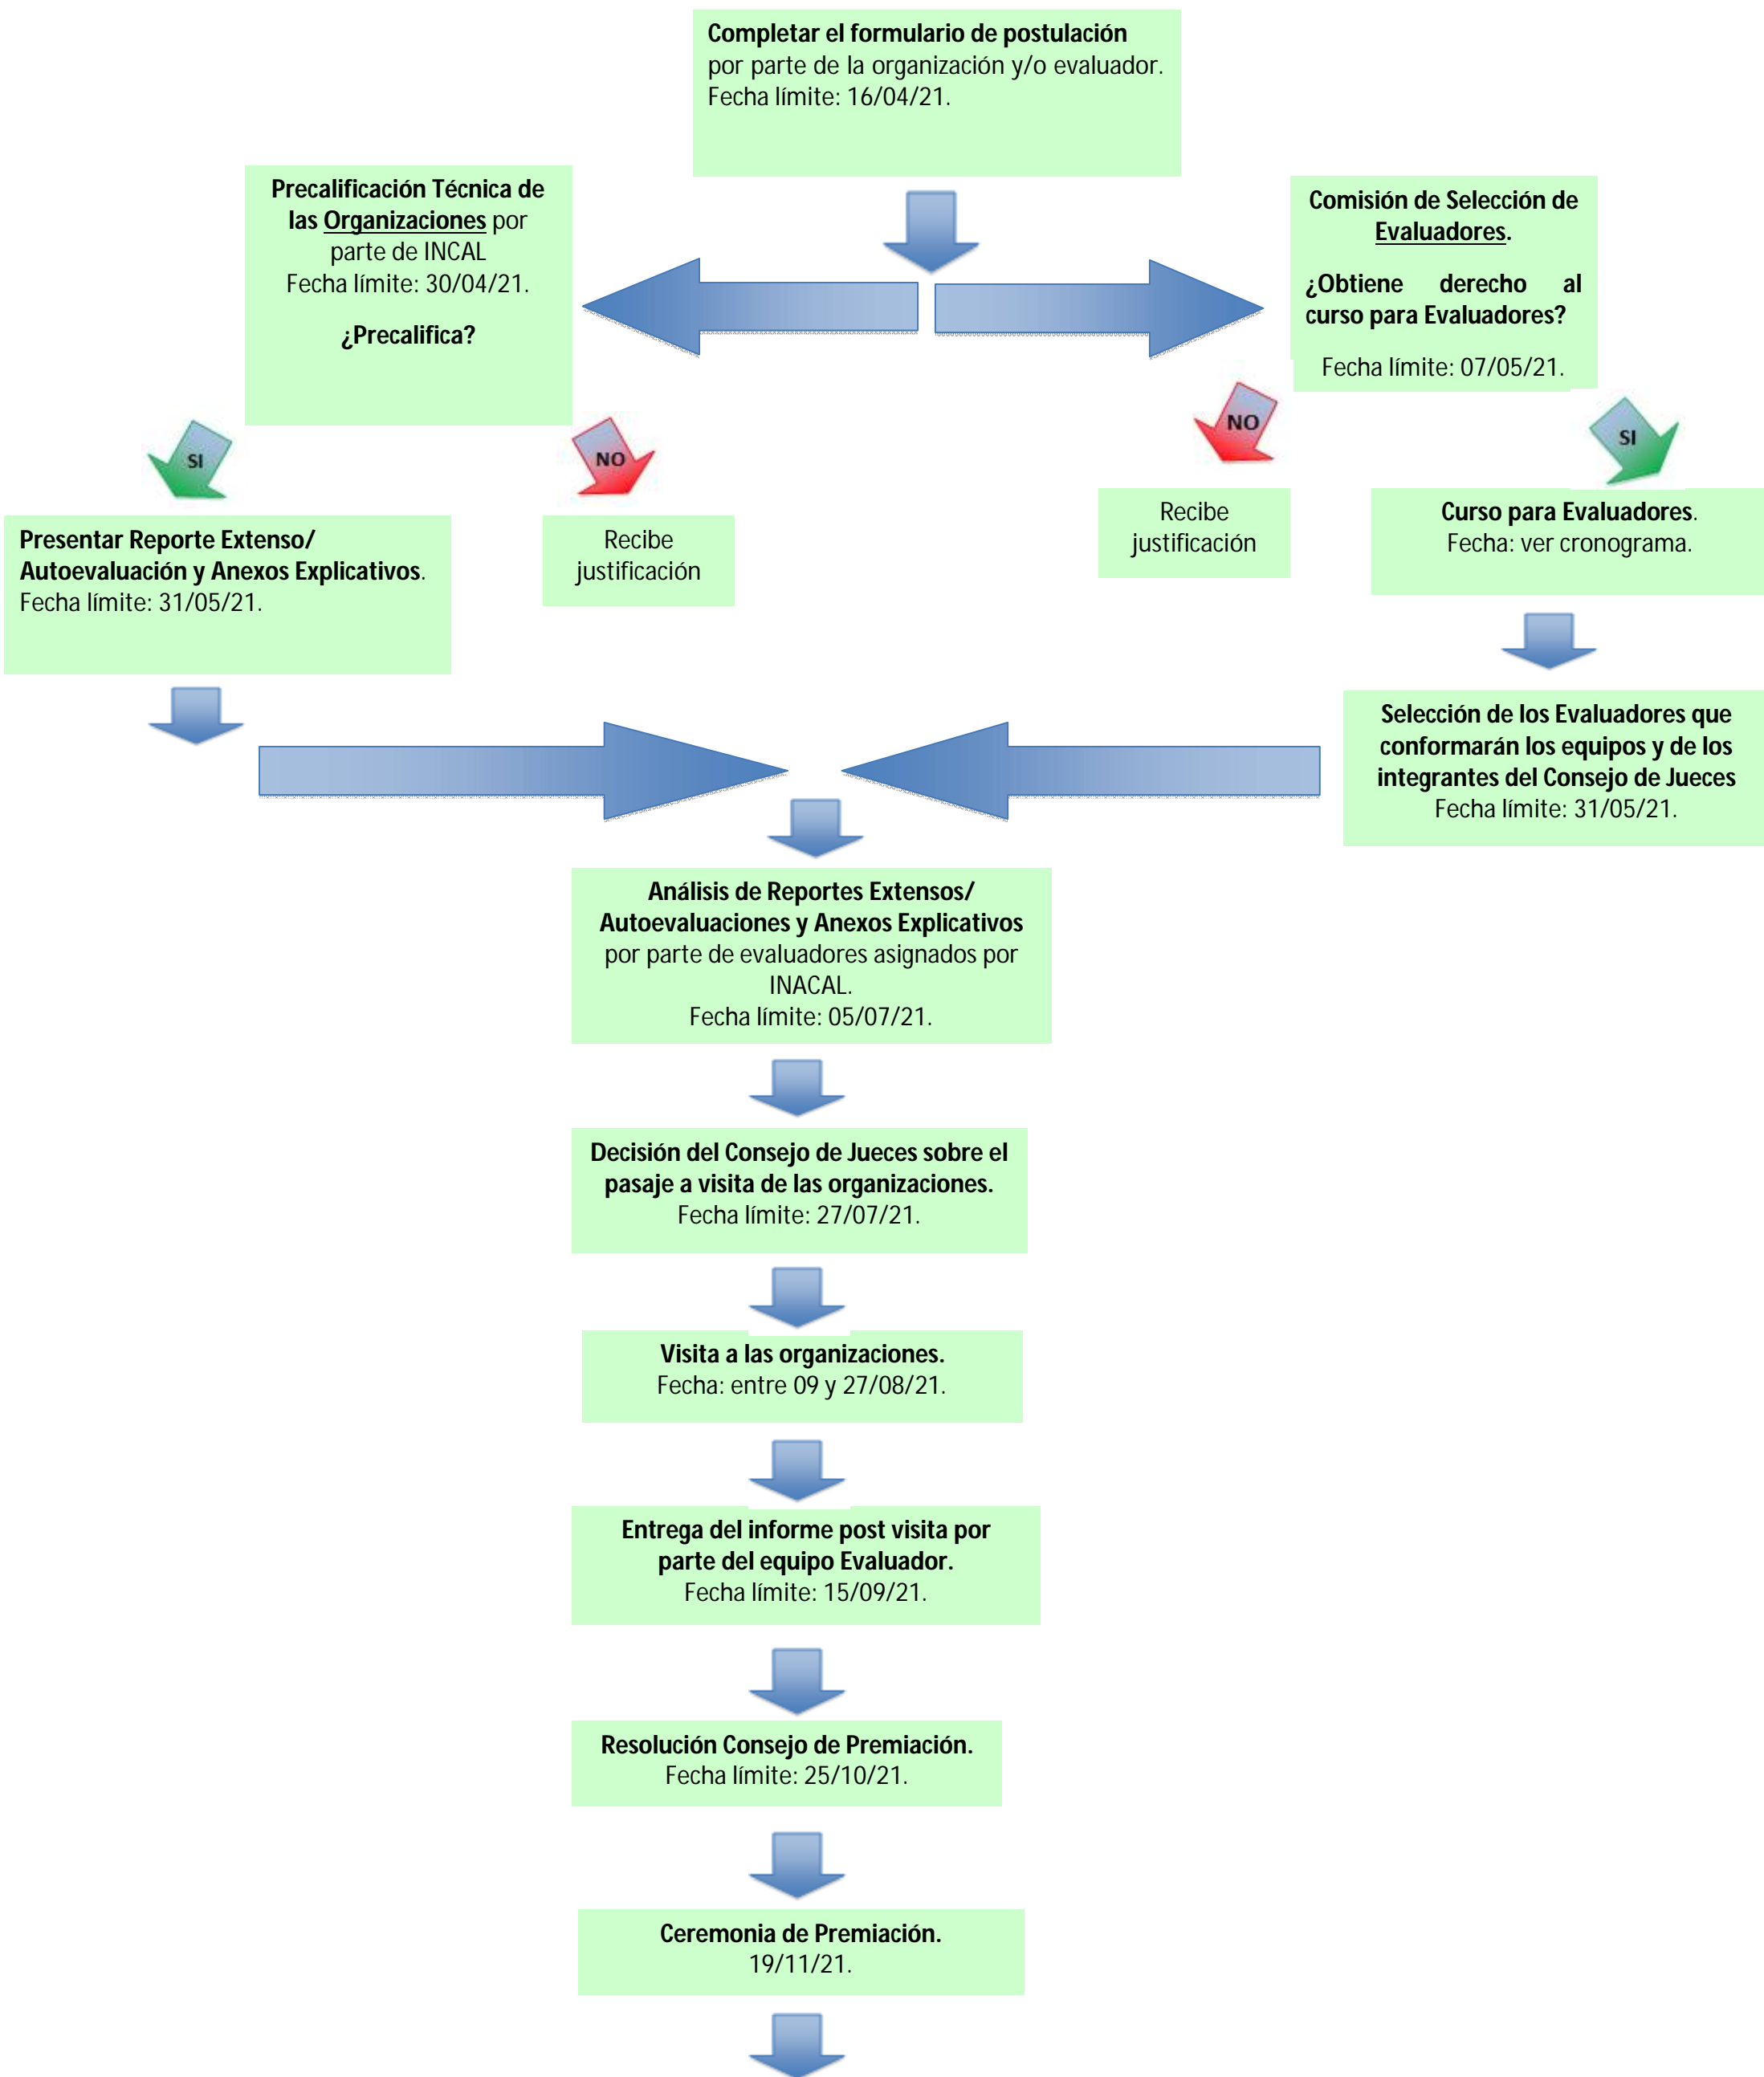 Completar el formulario de postulación
por parte de la organización y/o evaluador.
Fecha límite: 16/04/21.
Precalificación Técnica de
las Organizaciones por
parte de INCAL
Fecha límite: 30/04/21.
¿Precalifica?
Comisión de Selección de
Evaluadores.
¿Obtiene derecho al
curso para Evaluadores?
Fecha límite: 07/05/21.
SI
NO
NO
SI
Presentar Reporte Extenso/
Autoevaluación y Anexos Explicativos.
Fecha límite: 31/05/21.
Recibe
justificación
Recibe
justificación
Curso para Evaluadores.
Fecha: ver cronograma.
Selección de los Evaluadores que
conformarán los equipos y de los
integrantes del Consejo de Jueces
Fecha límite: 31/05/21.
Análisis de Reportes Extensos/
Autoevaluaciones y Anexos Explicativos
por parte de evaluadores asignados por
INACAL.
Fecha límite: 05/07/21.
Decisión del Consejo de Jueces sobre el
pasaje a visita de las organizaciones.
Fecha límite: 27/07/21.
Visita a las organizaciones.
Fecha: entre 09 y 27/08/21.
Entrega del informe post visita por
parte del equipo Evaluador.
Fecha límite: 15/09/21.
Resolución Consejo de Premiación.
Fecha límite: 25/10/21.
Ceremonia de Premiación.
19/11/21.